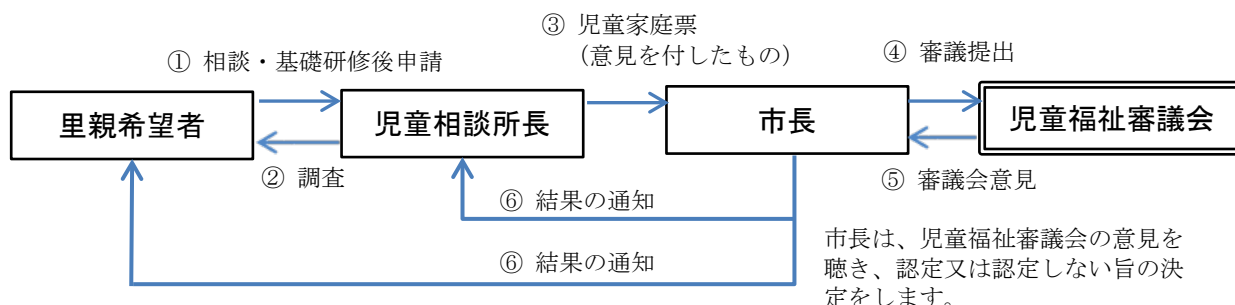 ③ 児童家庭票
（意見を付したもの）
① 相談・基礎研修後申請
④ 審議提出
里親希望者
児童相談所長
市長
児童福祉審議会
② 調査
⑤ 審議会意見
⑥ 結果の通知
⑥ 結果の通知
市長は、児童福祉審議会の意見を
聴き、認定又は認定しない旨の決
定をします。